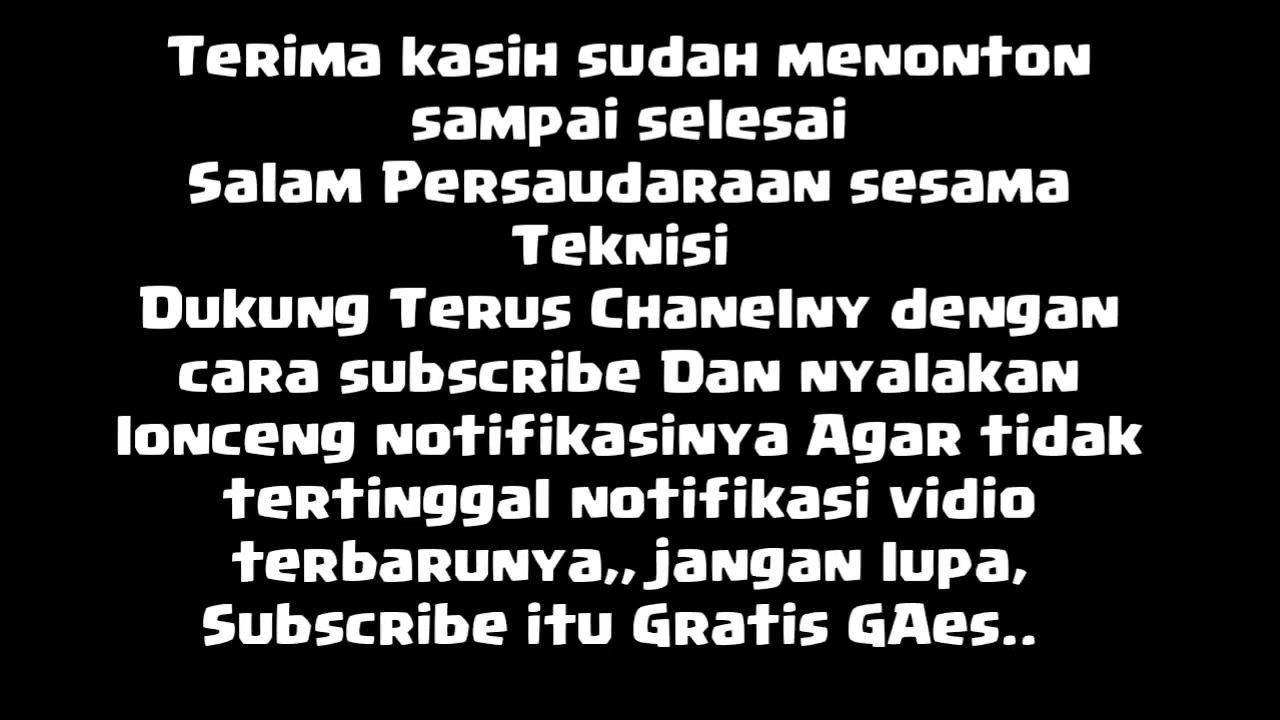 Terima kasih sudah menonton
sampai selesai
Salam Persaudaraan sesama
Teknisi
Dukung Terus Chanelny dengan
cara subscribe Dan nyalakan
lonceng notifikasinya Agar tidak
tertinggal notifikasi vidio
terbarunya,, jangan lupa,
Subscribe itu Gratis GAes..